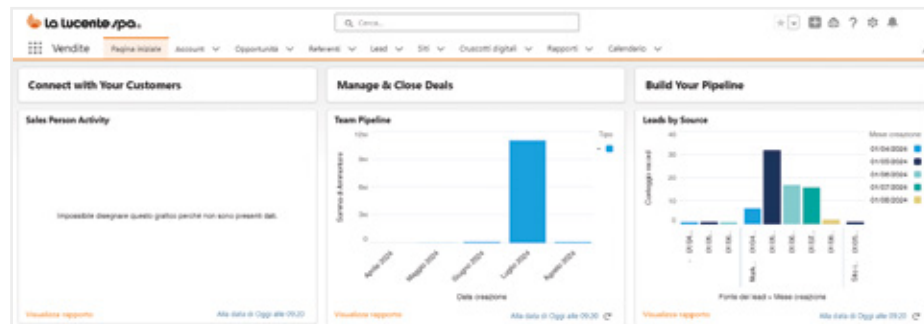 la lucente spa.
Cerca...
Vendite
Pagina iniziale Account Opportunità Referenti Lead Siti Cruscotti digitali Rapporti Calendario
Connect with Your Customers
Manage & Close Deals
Build Your Pipeline
Sales Person Activity
Impossibile disegnare questo grafico perché non sono presenti dati.
Visualizza rapporto
Alla data di Oggi alle 09:20
Team Pipeline
Tipo
-
Somma di Ammontare
0
Aprile 2024
Maggio 2024
Giugno 2024
Luglio 2024
Agosto 2024
Data creazione
Visualizza rapporto
Alla data di Oggi alle 09:20
Leads by Source
Mese creazione
40
30
20
10
0
01/04/2024
01/05/2024
01/06/2024
01/07/2024
01/08/2024
Conteggio record
Fonte del lead > Mese creazione
Visualizza rapporto
Alla data di Oggi alle 09:20